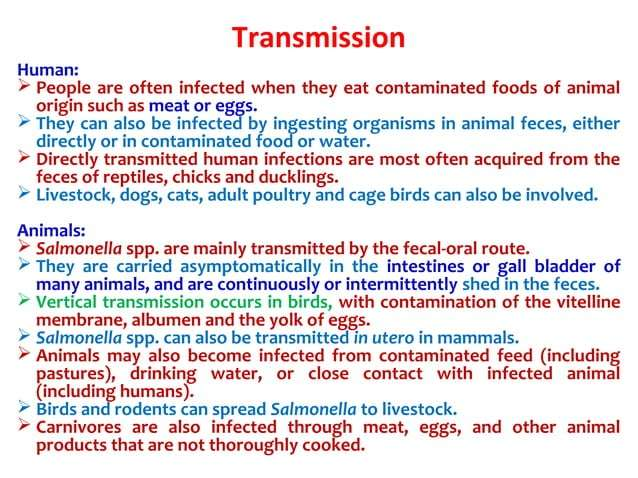 Transmission
Human:
➢ People are often infected when they eat contaminated foods of animal
origin such as meat or eggs.
➢ They can also be infected by ingesting organisms in animal feces, either
directly or in contaminated food or water.
➢ Directly transmitted human infections are most often acquired from the
feces of reptiles, chicks and ducklings.
➢ Livestock, dogs, cats, adult poultry and cage birds can also be involved.
Animals:
➢ Salmonella spp. are mainly transmitted by the fecal-oral route.
➢ They are carried asymptomatically in the intestines or gall bladder of
many animals, and are continuously or intermittently shed in the feces.
➢ Vertical transmission occurs in birds, with contamination of the vitelline
membrane, albumen and the yolk of eggs.
➢ Salmonella spp. can also be transmitted in utero in mammals.
➢ Animals may also become infected from contaminated feed (including
pastures), drinking water, or close contact with infected animal
(including humans).
➢ Birds and rodents can spread Salmonella to livestock.
➢ Carnivores are also infected through meat, eggs, and other animal
products that are not thoroughly cooked.